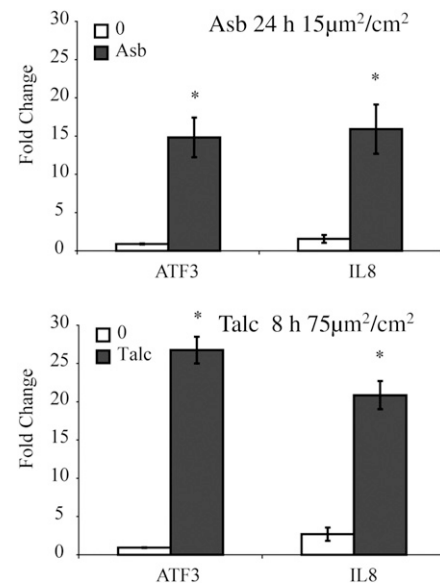 Asb 24 h 15µm²/cm²
0
Asb
Fold Change
30
25
20
15
10
5
0
*
*
ATF3 IL8
Talc 8 h 75µm²/cm²
0
Talc
Fold Change
30
25
20
15
10
5
0
*
*
ATF3 IL8